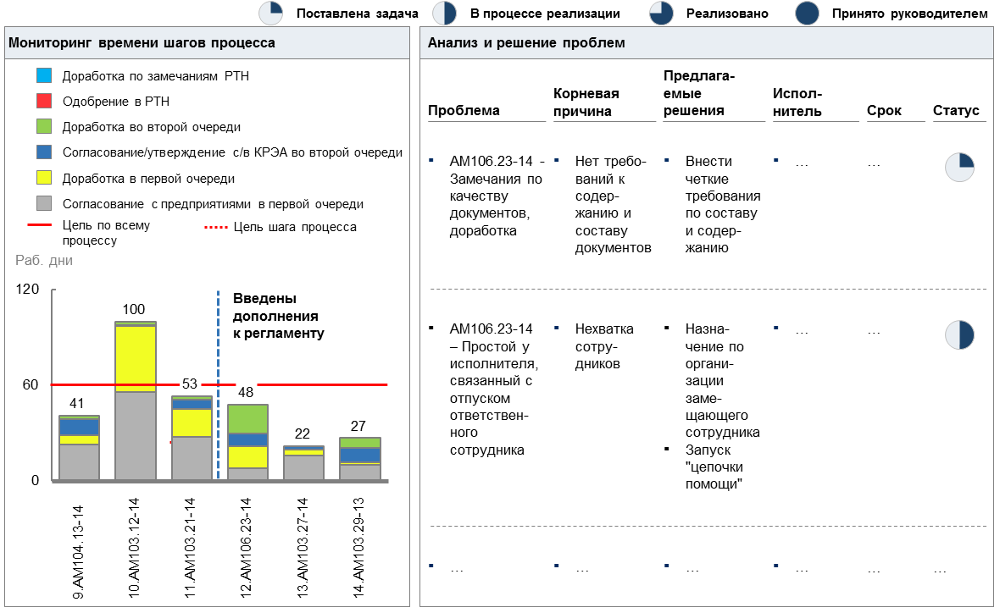 Поставлена задача
В процессе реализации
Реализовано
Принято руководителем
Мониторинг времени шагов процесса
Доработка по замечаниям РТН
Одобрение в РТН
Доработка во второй очереди
Согласование/утверждение с/в КРЭА во второй очереди
Доработка в первой очереди
Согласование с предприятиями в первой очереди
Цель по всему
процессу
Цель шага процесса
Раб. дни
120
60
0
41
100
53
48
22
27
Введены
дополнения
к регламенту
9.АМ104.13-14
10.АМ103.12-14
11.АМ103.21-14
12.АМ106.23-14
13.АМ103.27-14
14.АМ103.29-13
Анализ и решение проблем
Проблема
Корневая
причина
Предлага-
емые
решения
Испол-
нитель
Срок
Статус
АМ106.23-14 -
Замечания по
качеству
документов,
доработка
Нет требо-
ваний к
содер-
жанию и
составу
документов
Внести
четкие
требования
по составу
и содер-
жанию
…
…
АМ106.23-14
– Простой у
исполнителя,
связанный с
отпуском
ответствен-
ного
сотрудника
Нехватка
сотру-
дников
Назна-
чение по
органи-
зации
заме-
щающего
сотрудника
Запуск
"цепочки
помощи"
…
…
…
…
…
…
…
…